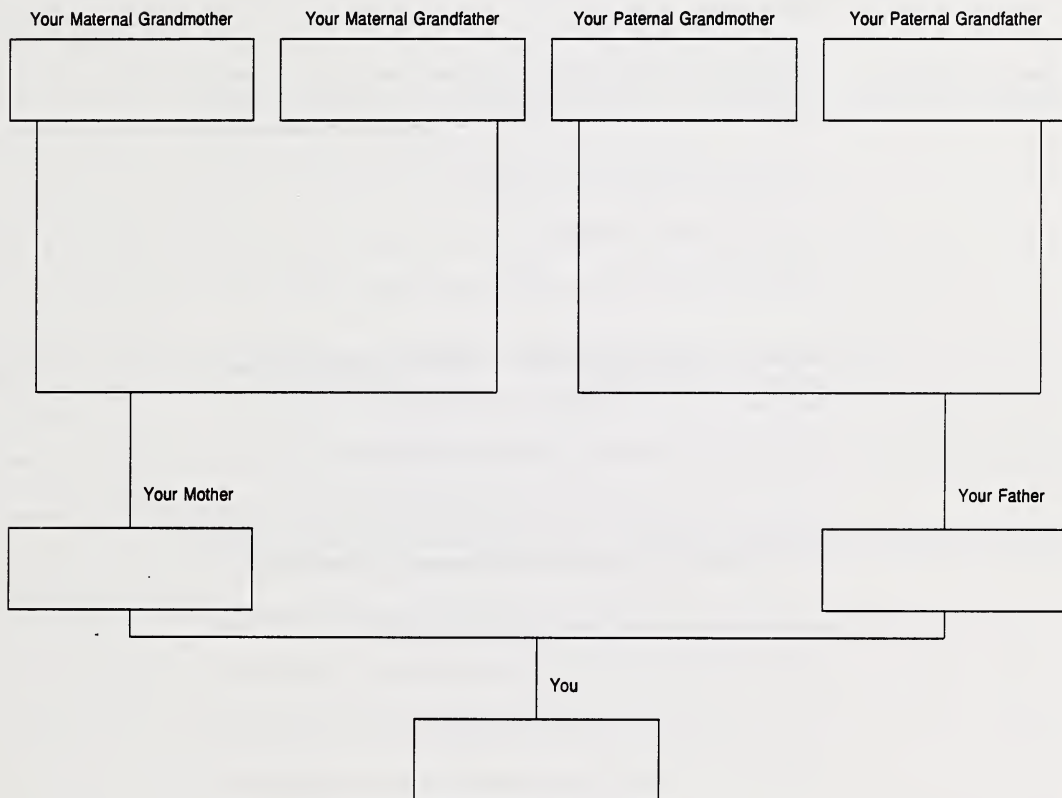 Your Maternal Grandmother
Your Maternal Grandfather
Your Paternal Grandmother
Your Paternal Grandfather
Your Mother
Your Father
You